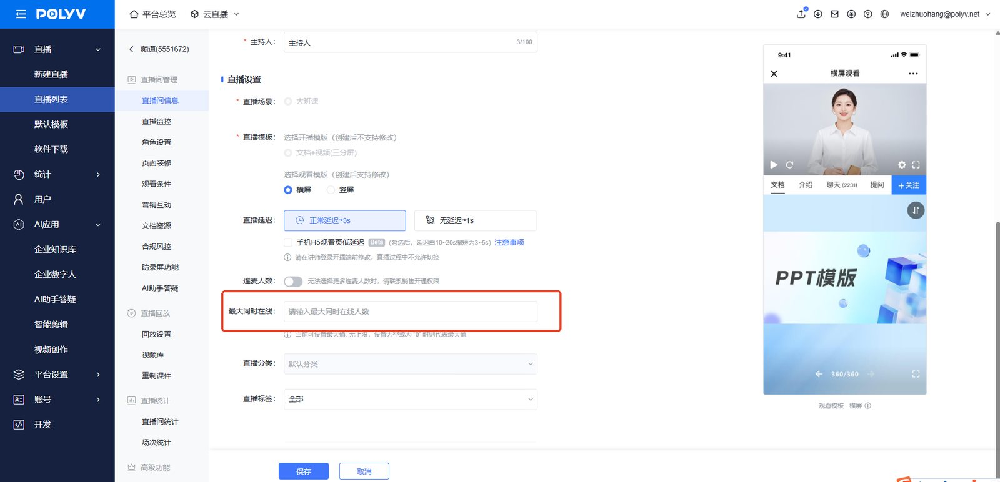 POLYV
平台总览
云直播
weizhuohang@polyv.net
直播
新建直播
直播列表
默认模板
软件下载
统计
用户
AI应用
企业知识库
企业数字人
AI助手答疑
智能剪辑
视频创作
平台设置
账号
开发
频道(5551672)
直播间管理
直播间信息
直播监控
角色设置
页面装修
观看条件
营销互动
文档资源
合规风控
防录屏功能
AI助手答疑
直播回放
回放设置
视频库
重制课件
直播统计
直播间统计
场次统计
高级功能
* 主持人: 主持人 3/100
直播设置
* 直播场景: 大班课
* 直播模板: 选择开播模版（创建后不支持修改）
文档+视频(三分屏)
选择观看模版（创建后支持修改）
横屏 竖屏
直播延迟: 正常延迟≈3s 无延迟≈1s
手机H5观看页低延迟 Beta (勾选后，延迟由10~20s缩短为3~5s) 注意事项
请在讲师登录开播端前修改，直播过程中不允许切换
连麦人数: 无法选择更多连麦人数时，请联系销售开通权限
最大同时在线: 请输入最大同时在线人数
当前可设置最大值: 无上限，设置为空或为 "0" 时则代表最大值
直播分类: 默认分类
直播标签: 全部
保存 取消
9:41
横屏观看
文档 介绍 聊天 (2231) 提问 +关注
PPT模版
360/360
观看模板 - 横屏